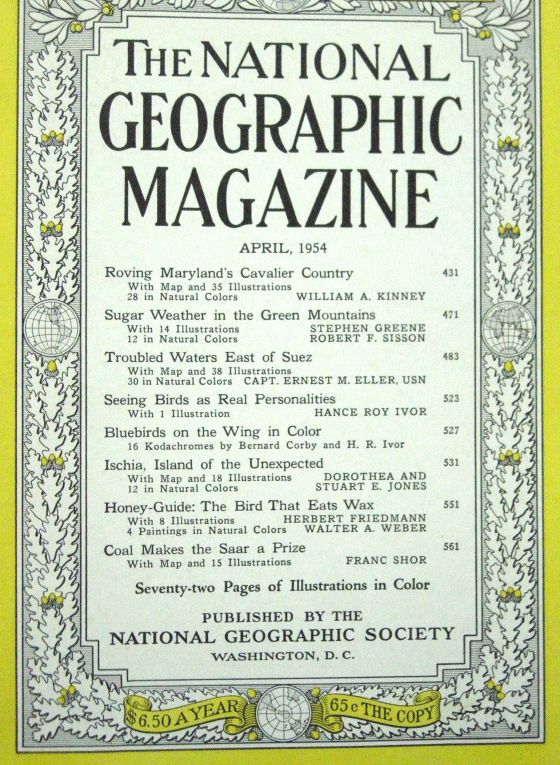 THE NATIONAL
GEOGRAPHIC
MAGAZINE
APRIL, 1954
Roving Maryland's Cavalier Country 431
With Map and 35 Illustrations
28 in Natural Colors WILLIAM A. KINNEY
Sugar Weather in the Green Mountains 471
With 14 Illustrations STEPHEN GREENE
12 in Natural Colors ROBERT F. SISSON
Troubled Waters East of Suez 483
With Map and 38 Illustrations
30 in Natural Colors CAPT. ERNEST M. ELLER, USN
Seeing Birds as Real Personalities 523
With 1 Illustration HANCE ROY IVOR
Bluebirds on the Wing in Color 527
16 Kodachromes by Bernard Corby and H. R. Ivor
Ischia, Island of the Unexpected 531
With Map and 18 Illustrations DOROTHEA AND
12 in Natural Colors STUART E. JONES
Honey-Guide: The Bird That Eats Wax 551
With 8 Illustrations HERBERT FRIEDMANN
4 Paintings in Natural Colors WALTER A. WEBER
Coal Makes the Saar a Prize 561
With Map and 15 Illustrations FRANC SHOR
Seventy-two Pages of Illustrations in Color
PUBLISHED BY THE
NATIONAL GEOGRAPHIC SOCIETY
WASHINGTON, D. C.
$6.50 A YEAR 65c THE COPY